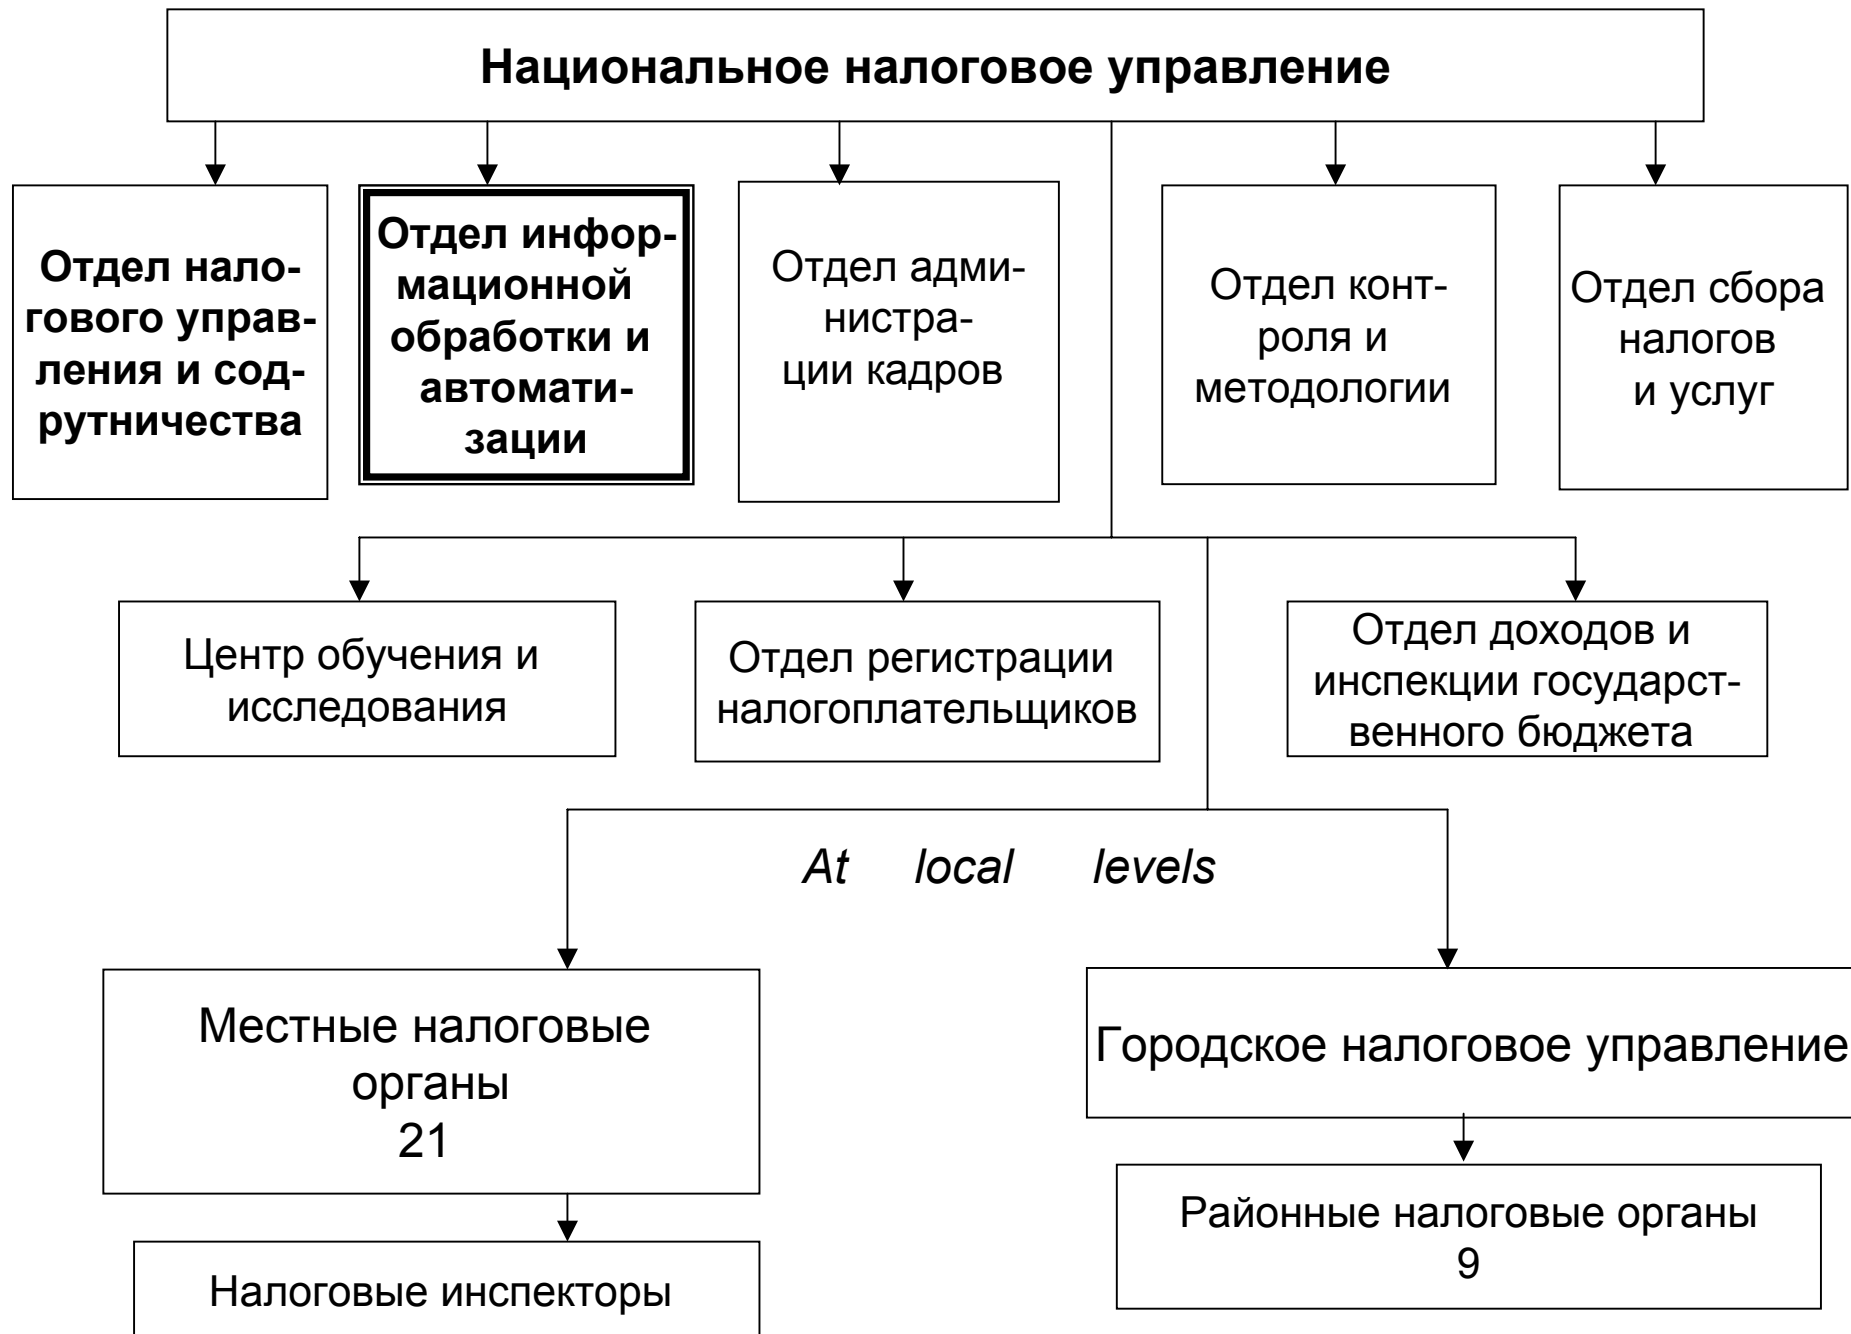 Национальное налоговое управление
Отдел нало-
гового управ-
ления и сод-
рутничества
Отдел инфор-
мационной
обработки и
автомати-
зации
Отдел адми-
нистра-
ции кадров
Отдел конт-
роля и
методологии
Отдел сбора
налогов
и услуг
Центр обучения и
исследования
Отдел регистрации
налогоплательщиков
Отдел доходов и
инспекции государст-
венного бюджета
At local levels
Местные налоговые
органы
21
Городское налоговое управление
Налоговые инспекторы
Районные налоговые органы
9